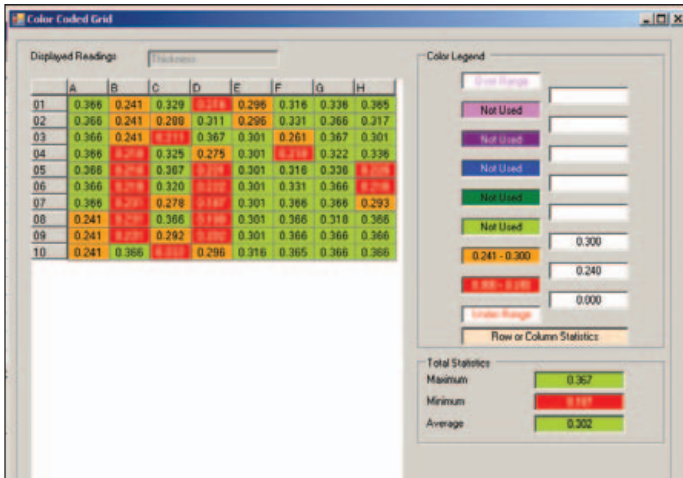 Color Coded Grid
Displayed Readings Thickness
A B C D E F G H
01 0.366 0.241 0.329 0.296 0.316 0.336 0.365
02 0.366 0.241 0.288 0.311 0.296 0.331 0.366 0.317
03 0.366 0.241 0.367 0.301 0.261 0.367 0.301
04 0.366 0.325 0.275 0.301 0.322 0.336
05 0.366 0.367 0.301 0.316 0.336
06 0.366 0.320 0.301 0.331 0.366
07 0.366 0.278 0.301 0.366 0.366 0.293
08 0.241 0.366 0.301 0.366 0.318 0.366
09 0.241 0.292 0.301 0.366 0.366 0.366
10 0.241 0.366 0.296 0.316 0.365 0.366 0.366
Color Legend
Over Range
Not Used
Not Used
Not Used
Not Used
Not Used
0.300
0.241 - 0.300
0.240
0.000
Under Range
Row or Column Statistics
Total Statistics
Maximum 0.367
Minimum
Average 0.302